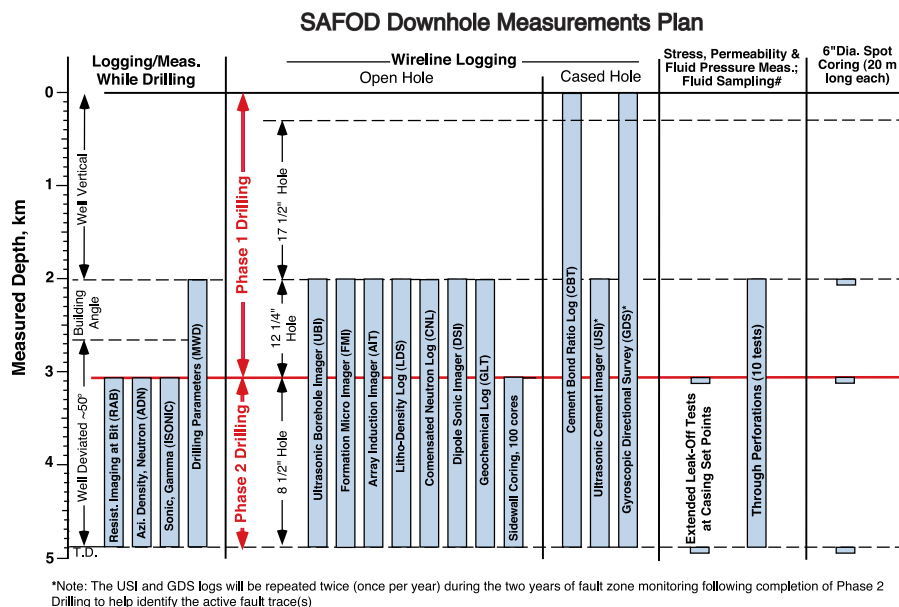 SAFOD Downhole Measurements Plan
Logging/Meas.
While Drilling
Wireline Logging
Open Hole
Cased Hole
Stress, Permeability &
Fluid Pressure Meas.;
Fluid Sampling#
6"Dia. Spot
Coring (20 m
long each)
Measured Depth, km
0
1
2
3
4
5
Well Vertical
Building
Angle
Well Deviated ~50°
T.D.
Resist. Imaging at Bit (RAB)
Azi. Density, Neutron (ADN)
Sonic, Gamma (ISONIC)
Drilling Parameters (MWD)
Phase 1 Drilling
Phase 2 Drilling
17 1/2" Hole
12 1/4"
Hole
8 1/2" Hole
Ultrasonic Borehole Imager (UBI)
Formation Micro Imager (FMI)
Array Induction Imager (AIT)
Litho-Density Log (LDS)
Comensated Neutron Log (CNL)
Dipole Sonic Imager (DSI)
Geochemical Log (GLT)
Sidewall Coring, 100 cores
Cement Bond Ratio Log (CBT)
Ultrasonic Cement Imager (USI)*
Gyroscopic Directional Survey (GDS)*
Extended Leak-Off Tests
at Casing Set Points
Through Perforations (10 tests)
*Note: The USI and GDS logs will be repeated twice (once per year) during the two years of fault zone monitoring following completion of Phase 2
Drilling to help identify the active fault trace(s)